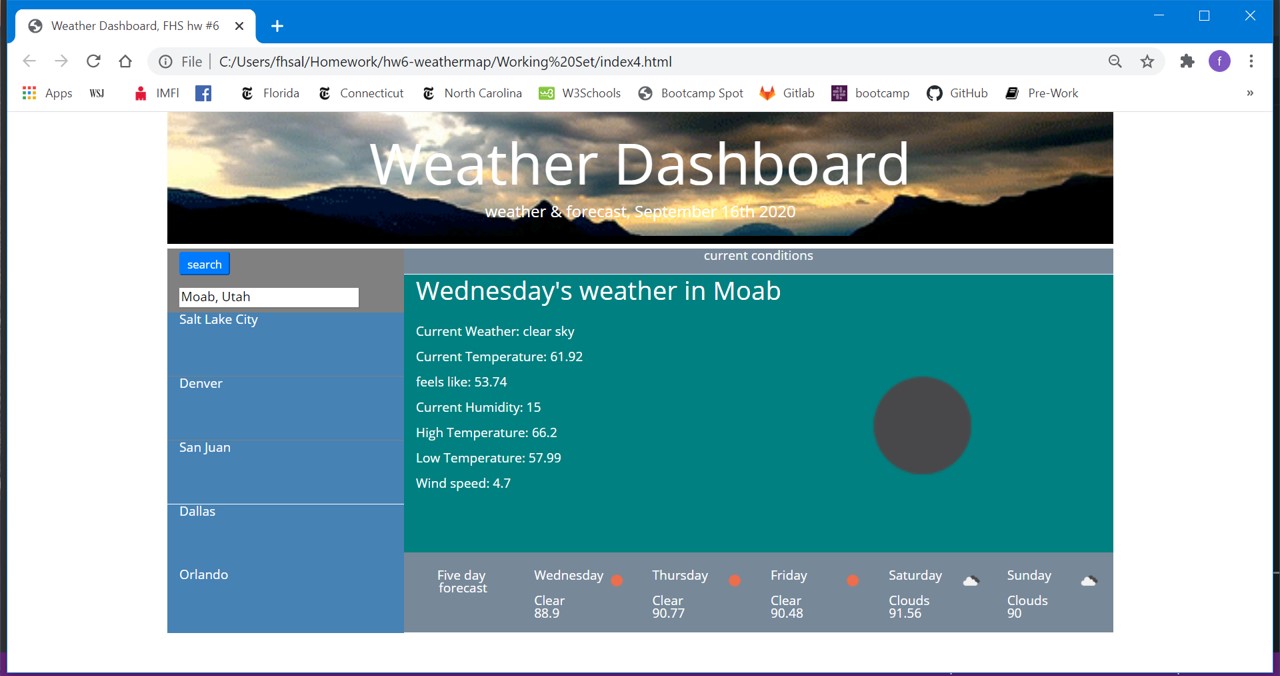 Weather Dashboard, FHS hw #6
File | C:/Users/fhsal/Homework/hw6-weathermap/Working%20Set/index4.html
f
Apps WSJ IMFl Florida Connecticut North Carolina W3Schools Bootcamp Spot Gitlab bootcamp GitHub Pre-Work »
Weather Dashboard
weather & forecast, September 16th 2020
search
Moab, Utah
Salt Lake City
Denver
San Juan
Dallas
Orlando
current conditions
Wednesday's weather in Moab
Current Weather: clear sky
Current Temperature: 61.92
feels like: 53.74
Current Humidity: 15
High Temperature: 66.2
Low Temperature: 57.99
Wind speed: 4.7
Five day
forecast
Wednesday
Clear
88.9
Thursday
Clear
90.77
Friday
Clear
90.48
Saturday
Clouds
91.56
Sunday
Clouds
90